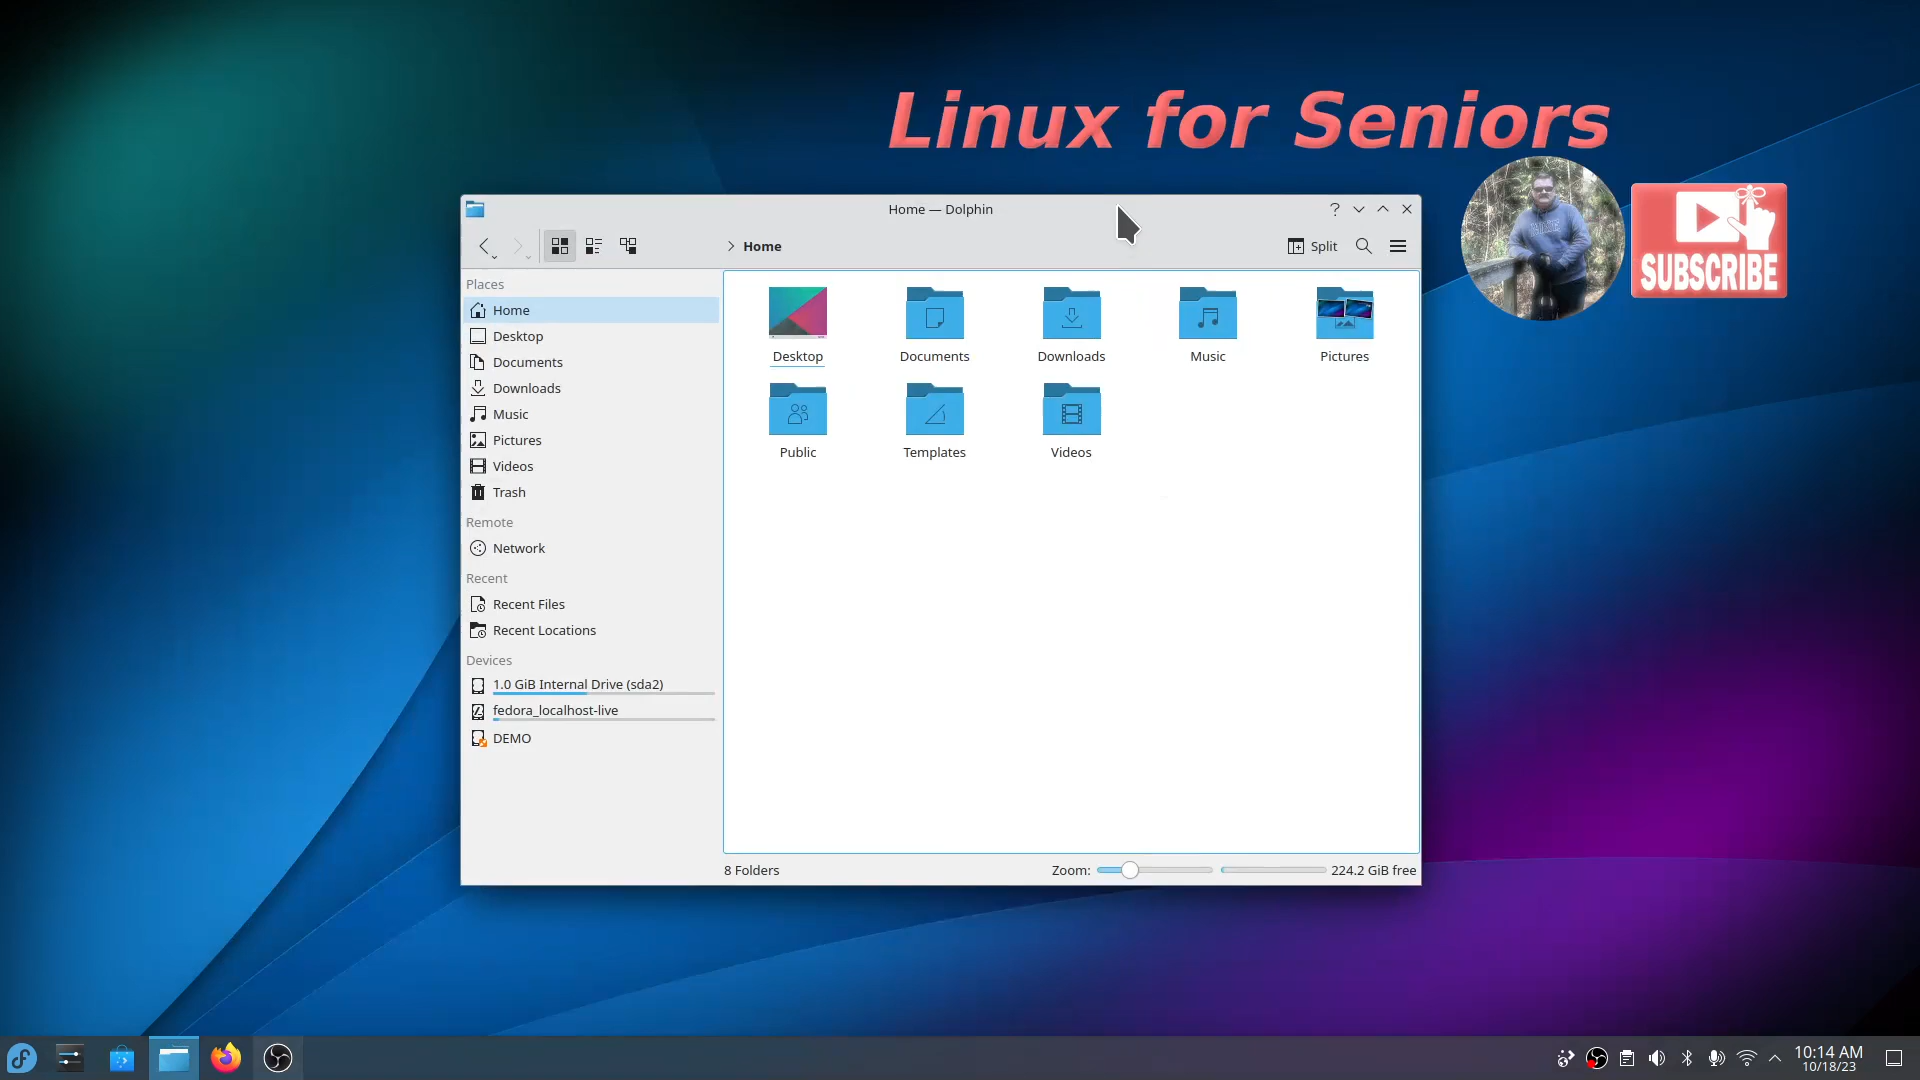 Linux for Seniors
SUBSCRIBE
Home — Dolphin
Home
Split
Places
Home
Desktop
Documents
Downloads
Music
Pictures
Videos
Trash
Remote
Network
Recent
Recent Files
Recent Locations
Devices
1.0 GiB Internal Drive (sda2)
fedora_localhost-live
DEMO
Desktop
Documents
Downloads
Music
Pictures
Public
Templates
Videos
8 Folders
Zoom:
224.2 GiB free
10:14 AM
10/18/23